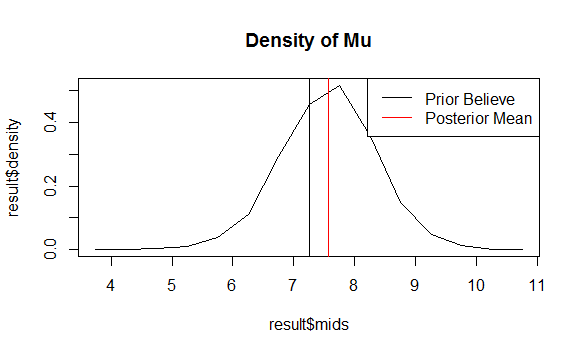 Density of Mu
Prior Believe
Posterior Mean
result$density
0.0
0.2
0.4
4 5 6 7 8 9 10 11
result$mids